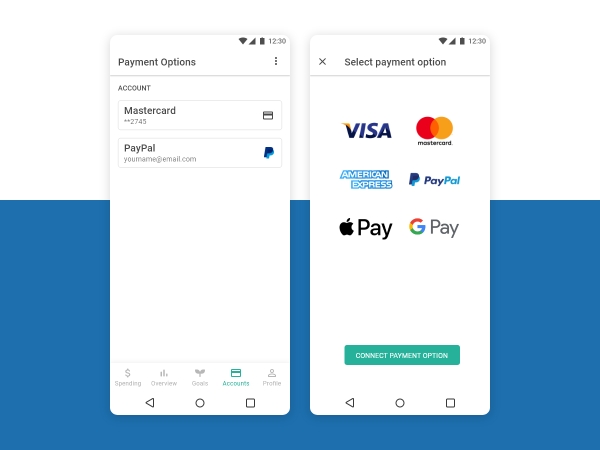 12:30
Payment Options
ACCOUNT
Mastercard
**2745
PayPal
yourname@email.com
Spending Overview Goals Accounts Profile
12:30
Select payment option
VISA mastercard.
AMERICAN EXPRESS PayPal
Pay G Pay
CONNECT PAYMENT OPTION